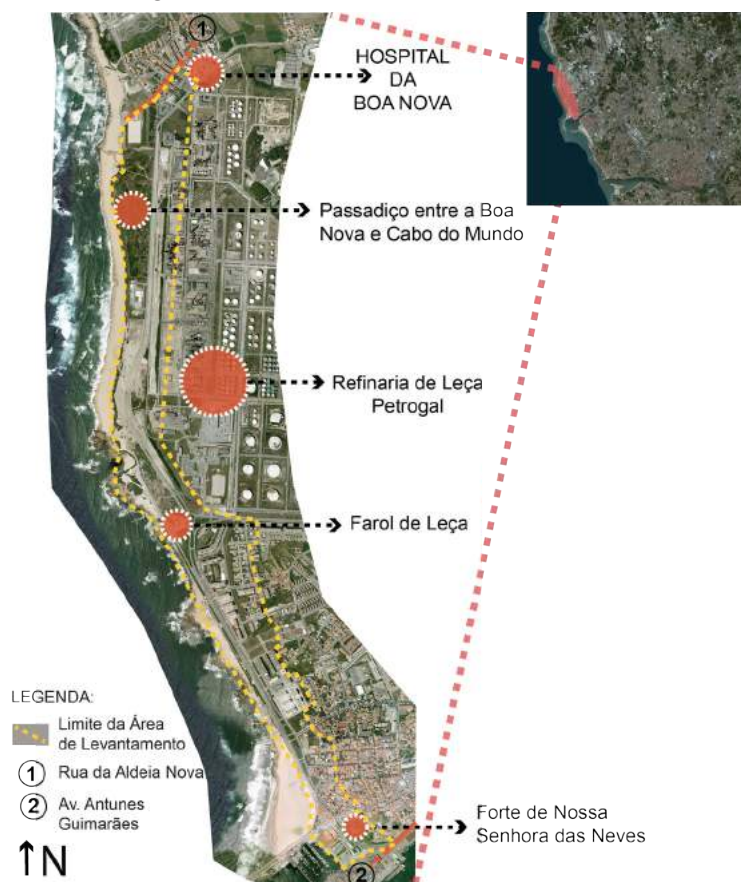 1
HOSPITAL
DA
BOA NOVA
Passadiço entre a Boa
Nova e Cabo do Mundo
Refinaria de Leça
Petrogal
Farol de Leça
LEGENDA:
Limite da Área
de Levantamento
1 Rua da Aldeia Nova
2 Av. Antunes
Guimarães
Forte de Nossa
Senhora das Neves
N
2